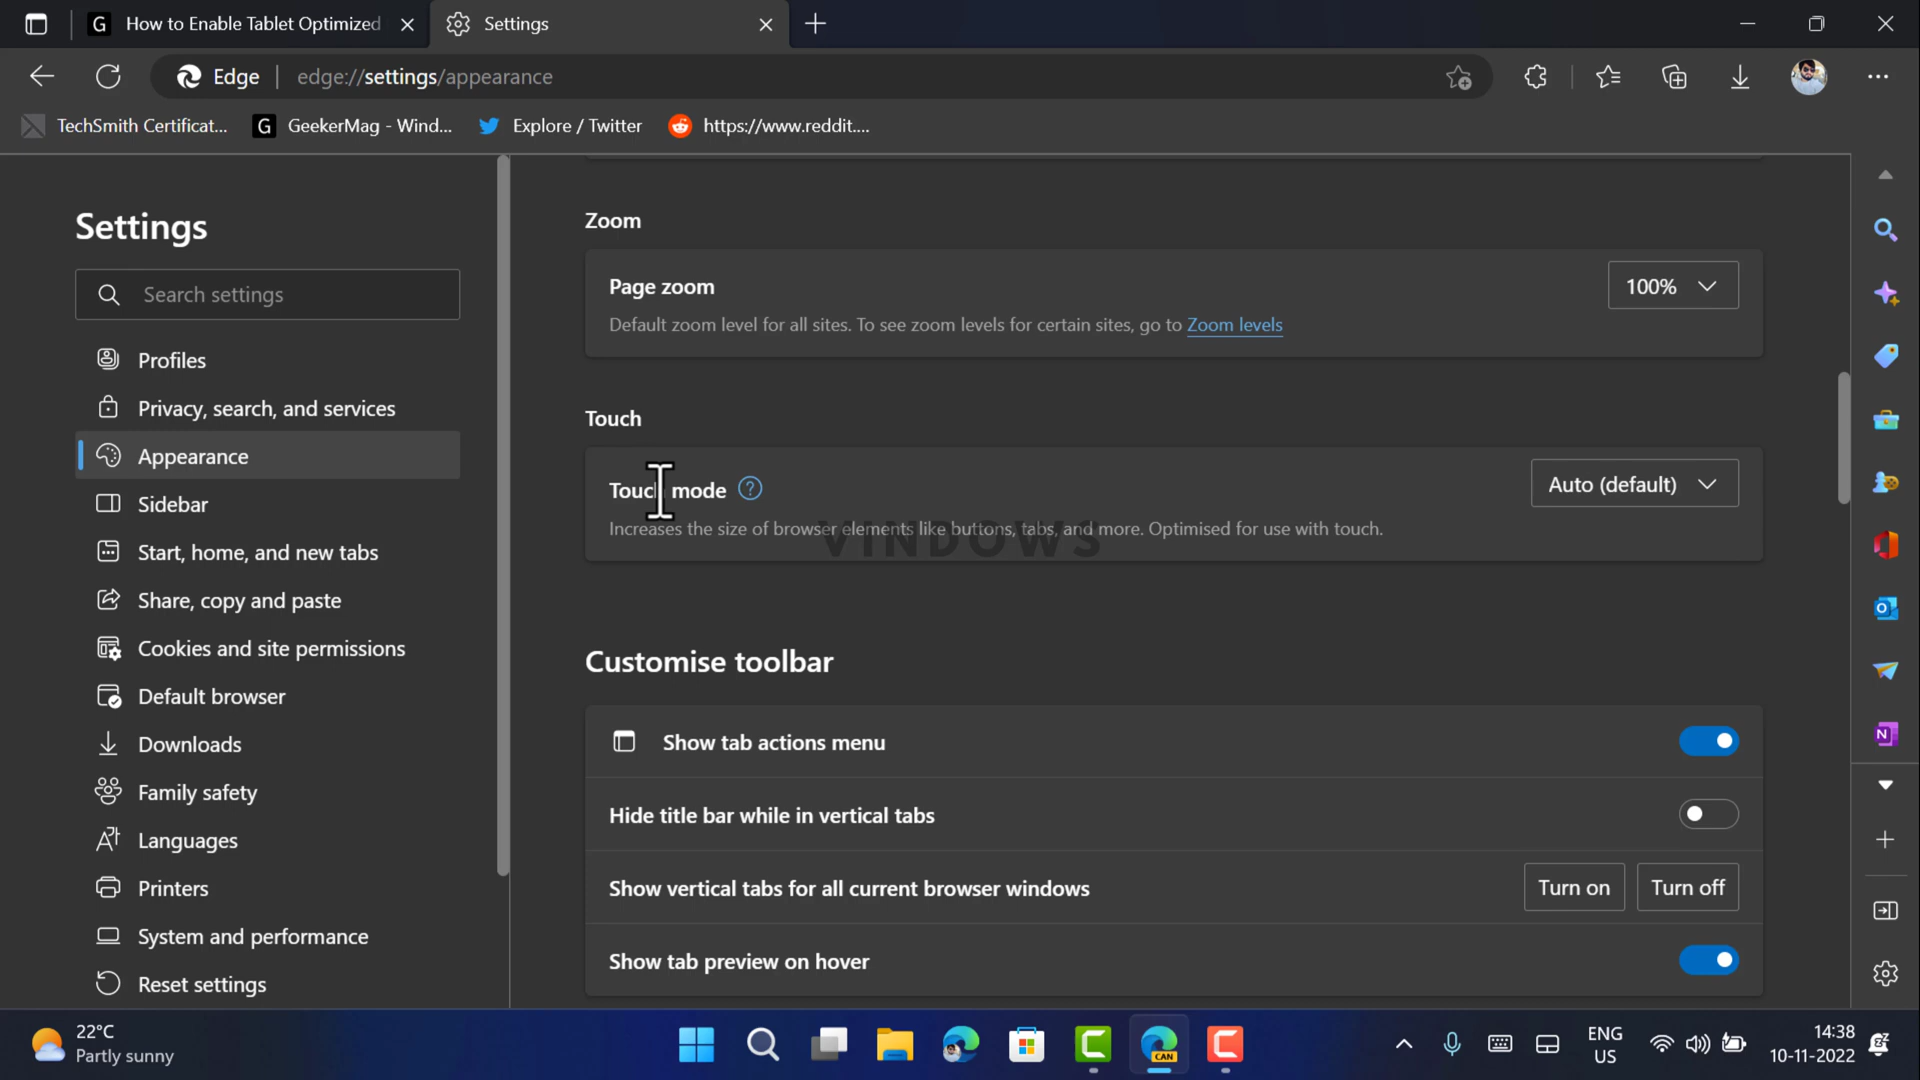 G How to Enable Tablet Optimized
Settings
Edge
edge://settings/appearance
TechSmith Certificat...
G GeekerMag - Wind...
Explore / Twitter
https://www.reddit....
Settings
Search settings
Profiles
Privacy, search, and services
Appearance
Sidebar
Start, home, and new tabs
Share, copy and paste
Cookies and site permissions
Default browser
Downloads
Family safety
Languages
Printers
System and performance
Reset settings
Zoom
Page zoom
100%
Default zoom level for all sites. To see zoom levels for certain sites, go to Zoom levels
Touch
Touch mode
Auto (default)
Increases the size of browser elements like buttons, tabs, and more. Optimised for use with touch.
VINDOWS
Customise toolbar
Show tab actions menu
Hide title bar while in vertical tabs
Show vertical tabs for all current browser windows
Turn on
Turn off
Show tab preview on hover
22°C
Partly sunny
CAN
ENG
US
14:38
10-11-2022